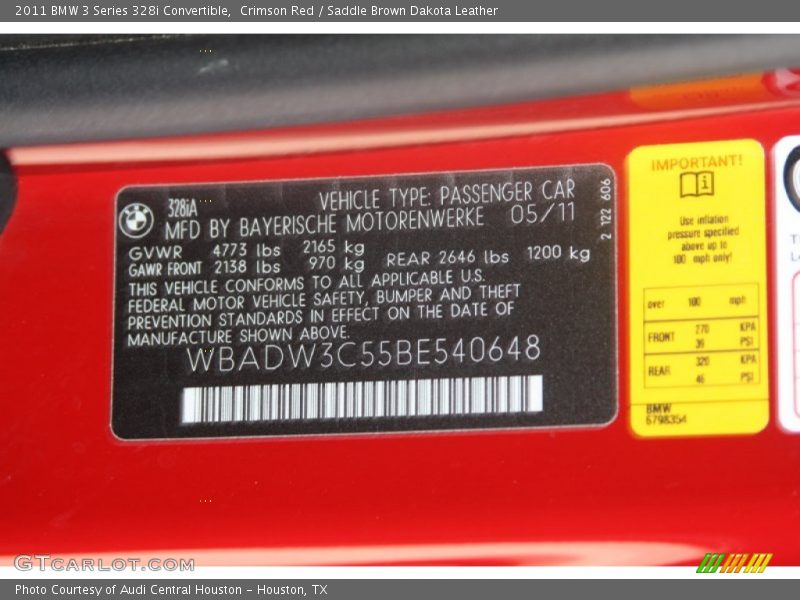 2011 BMW 3 Series 328i Convertible, Crimson Red / Saddle Brown Dakota Leather
328iA
VEHICLE TYPE: PASSENGER CAR
MFD BY BAYERISCHE MOTORENWERKE 05/11
GVWR 4773 lbs 2165 kg
GAWR FRONT 2138 lbs 970 kg REAR 2646 lbs 1200 kg
THIS VEHICLE CONFORMS TO ALL APPLICABLE U.S.
FEDERAL MOTOR VEHICLE SAFETY, BUMPER AND THEFT
PREVENTION STANDARDS IN EFFECT ON THE DATE OF
MANUFACTURE SHOWN ABOVE.
WBADW3C55BE540648
2 122 606
IMPORTANT!
Use inflation
pressure specified
above up to
100 mph only!
over 100 mph
FRONT 270 KPA
39 PSI
REAR 320 KPA
46 PSI
BMW
6798354
GTCARLOT.COM
Photo Courtesy of Audi Central Houston - Houston, TX